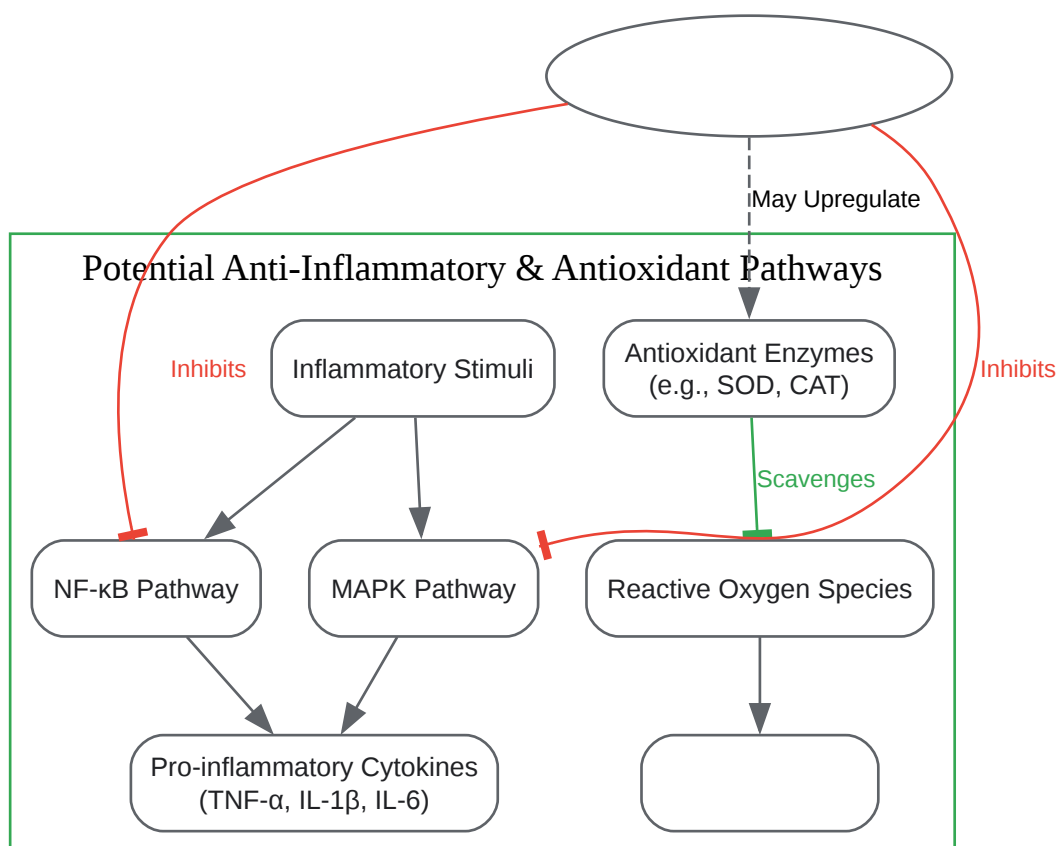 May Upregulate
Potential Anti-Inflammatory & Antioxidant Pathways
Inhibits
Inflammatory Stimuli
Antioxidant Enzymes
(e.g., SOD, CAT)
Inhibits
Scavenges
NF-κB Pathway
MAPK Pathway
Reactive Oxygen Species
Pro-inflammatory Cytokines
(TNF-α, IL-1β, IL-6)